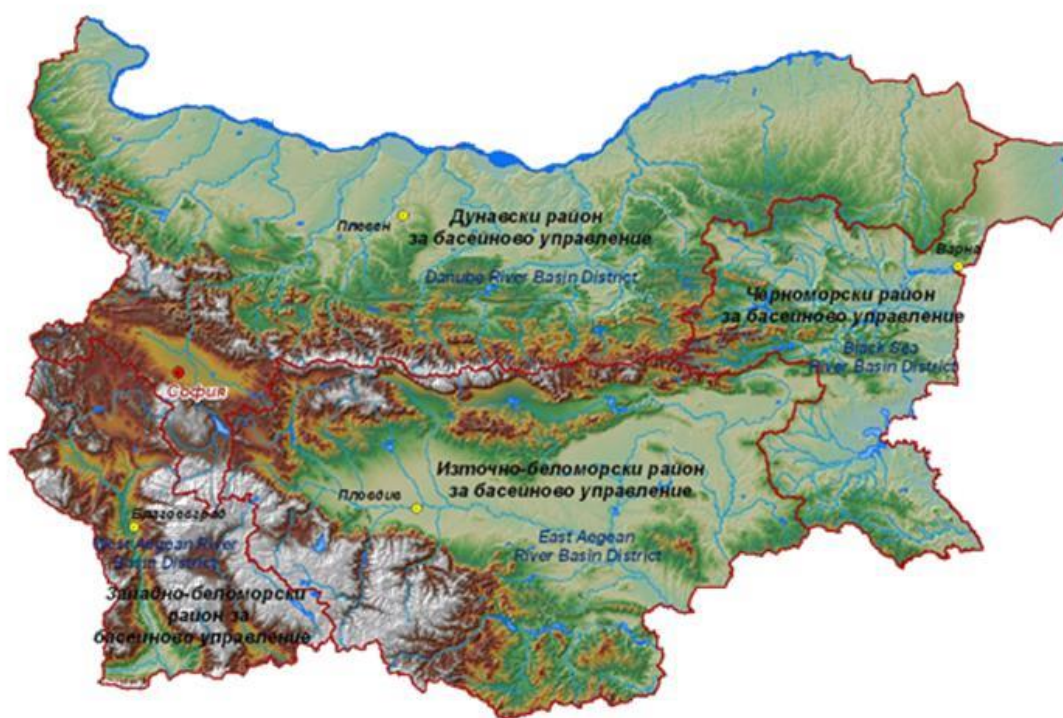 Плевен
Дунавски район
за басейново управление
Danube River Basin District
Варна
Черноморски район
за басейново управление
Black Sea
River Basin District
София
Източно-беломорски район
за басейново управление
Пловдив
East Aegean
River Basin District
Благоевград
West Aegean River
Basin District
Западно-беломорски
район за
басейново управление